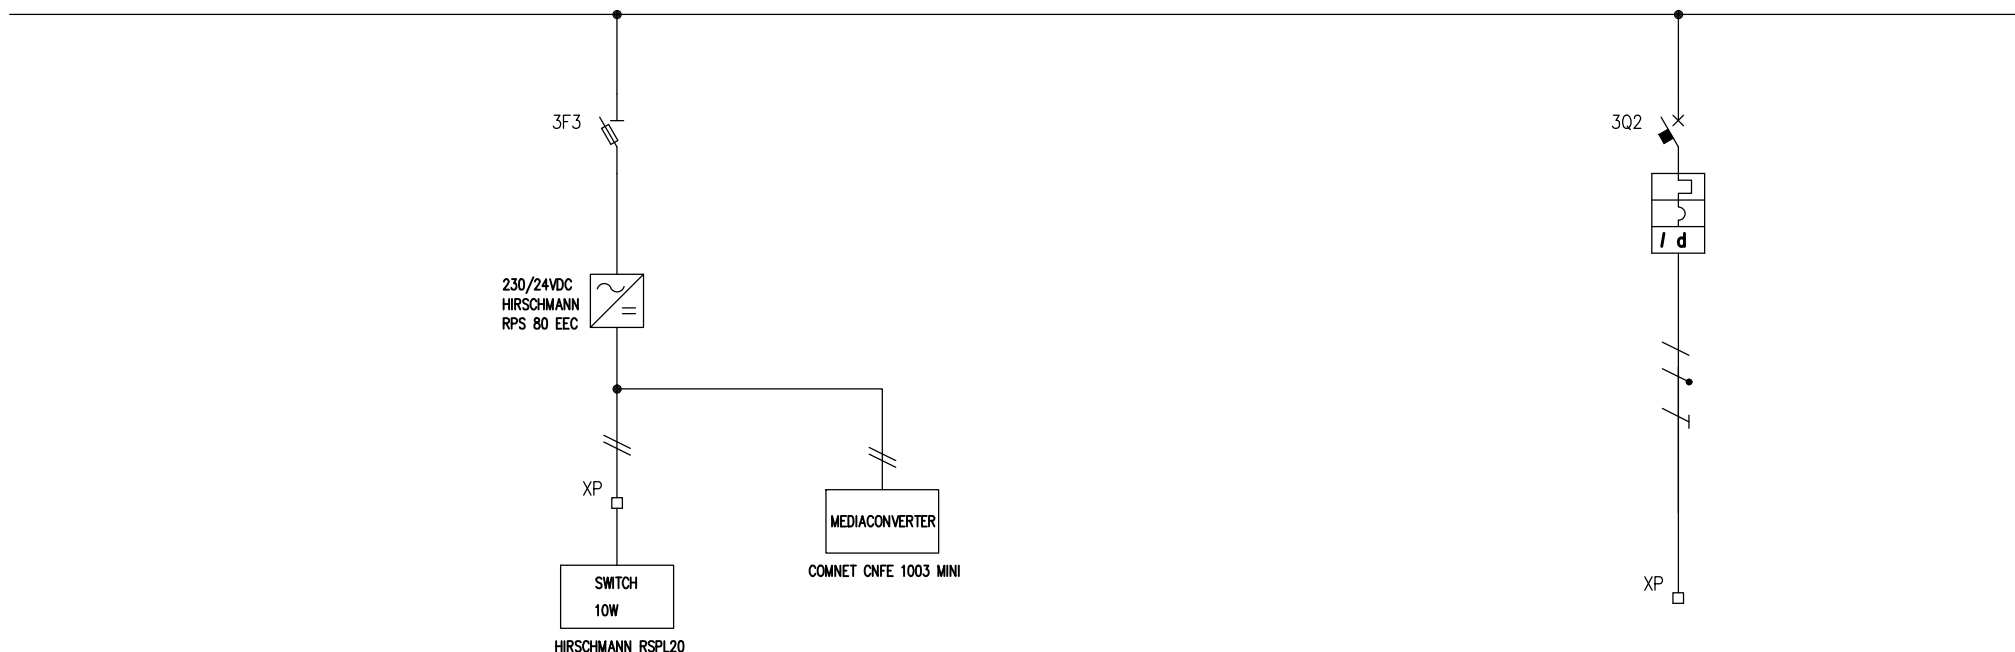 3F3
3Q2
I d
230/24VDC
HIRSCHMANN
RPS 80 EEC
XP
MEDIACONVERTER
COMNET CNFE 1003 MINI
SWITCH
10W
HIRSCHMANN RSPL20
XP